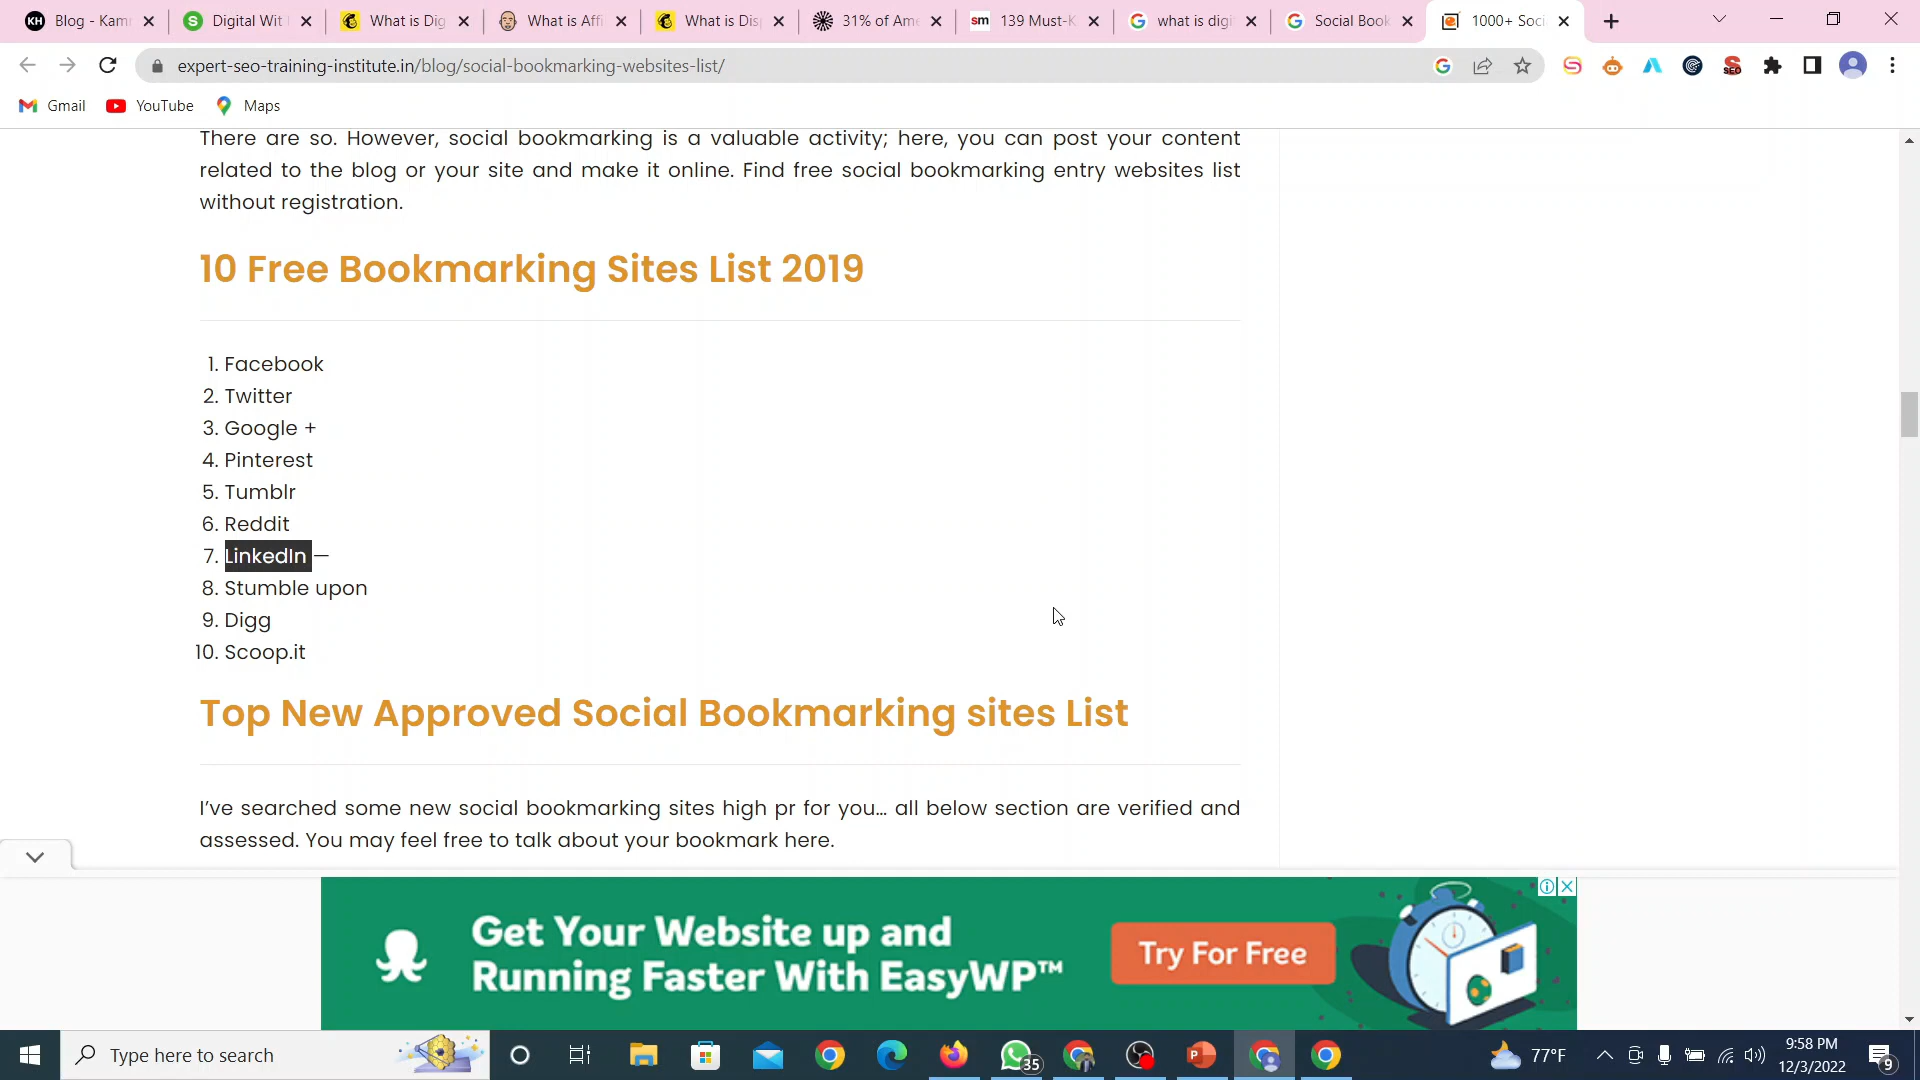 Blog - Kam
Digital Wit
What is Dig
What is Affi
What is Dis
31% of Ame
sm
139 Must-K
what is digi
Social Book
1000+ Soci
expert-seo-training-institute.in/blog/social-bookmarking-websites-list/
SEO
Gmail
YouTube
Maps
There are so. However, social bookmarking is a valuable activity; here, you can post your content
related to the blog or your site and make it online. Find free social bookmarking entry websites list
without registration.
10 Free Bookmarking Sites List 2019
1. Facebook
2. Twitter
3. Google +
4. Pinterest
5. Tumblr
6. Reddit
7. LinkedIn —
8. Stumble upon
9. Digg
10. Scoop.it
Top New Approved Social Bookmarking sites List
I've searched some new social bookmarking sites high pr for you... all below section are verified and
assessed. You may feel free to talk about your bookmark here.
Get Your Website up and
Running Faster With EasyWP™
Try For Free
Type here to search
35
77°F
9:58 PM
12/3/2022
9